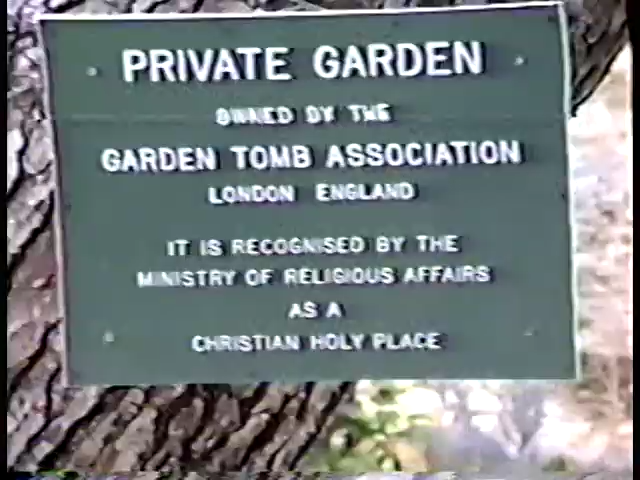 PRIVATE GARDEN
OWNED BY THE
GARDEN TOMB ASSOCIATION
LONDON ENGLAND
IT IS RECOGNISED BY THE
MINISTRY OF RELIGIOUS AFFAIRS
AS A
CHRISTIAN HOLY PLACE